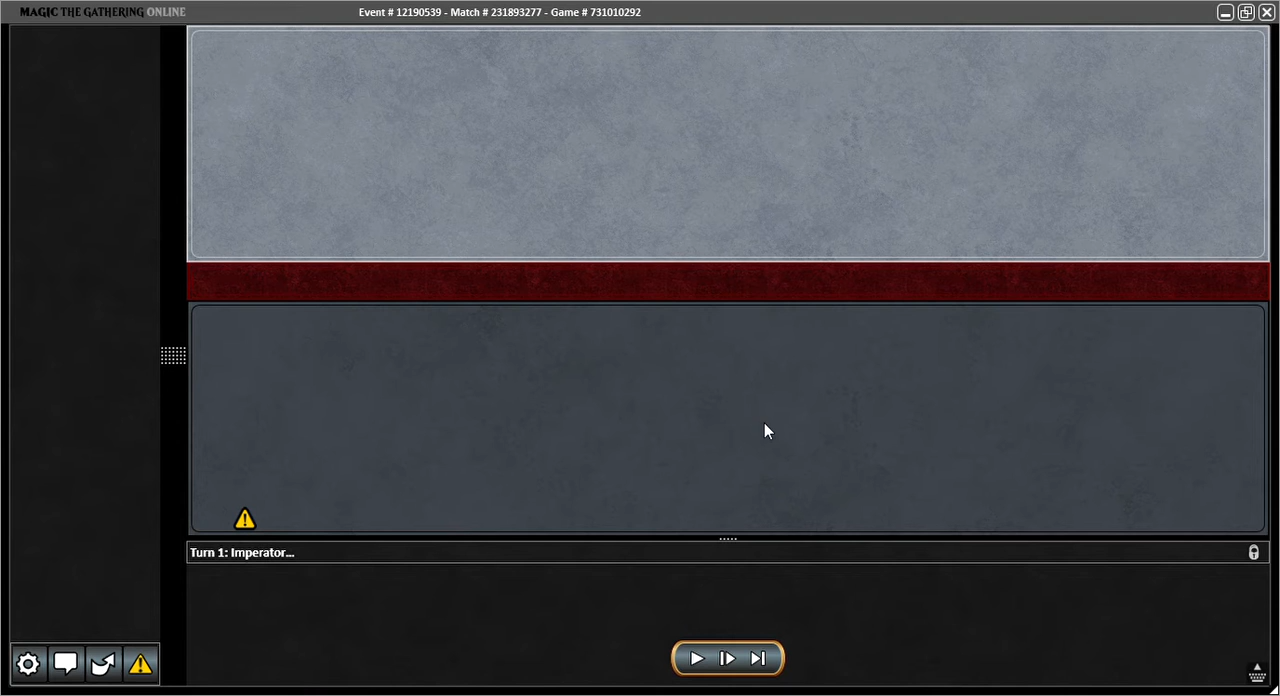 MAGIC THE GATHERING ONLINE
Event # 12190539 - Match # 231893277 - Game # 731010292
Turn 1: Imperator...